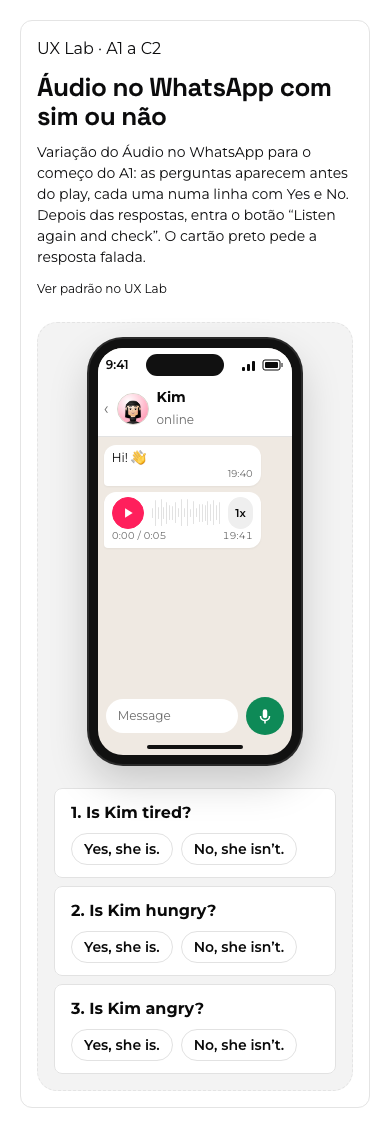 UX Lab · A1 a C2
Áudio no WhatsApp com
sim ou não
Variação do Áudio no WhatsApp para o
começo do A1: as perguntas aparecem antes
do play, cada uma numa linha com Yes e No.
Depois das respostas, entra o botão “Listen
again and check”. O cartão preto pede a
resposta falada.
Ver padrão no UX Lab
9:41
Kim
online
Hi! 👋
19:40
1x
0:00 / 0:05
19:41
Message
1. Is Kim tired?
Yes, she is.
No, she isn’t.
2. Is Kim hungry?
Yes, she is.
No, she isn’t.
3. Is Kim angry?
Yes, she is.
No, she isn’t.